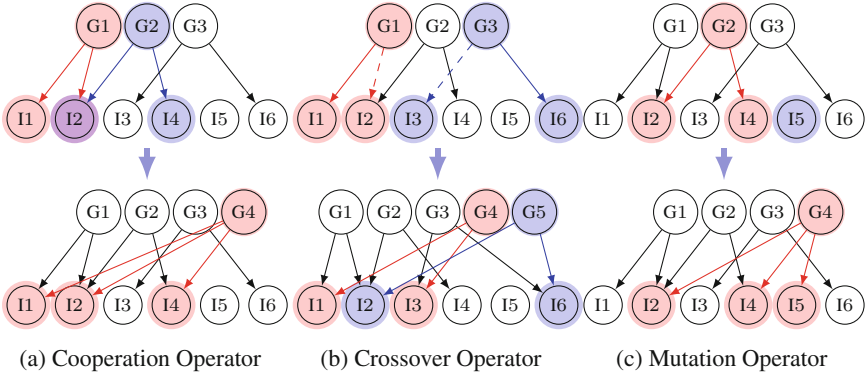 G1 G2 G3 G1 G2 G3 G1 G2 G3
I1 I2 I3 I4 I5 I6 I1 I2 I3 I4 I5 I6 I1 I2 I3 I4 I5 I6
G1 G2 G3 G4 G1 G2 G3 G4 G5 G1 G2 G3 G4
I1 I2 I3 I4 I5 I6 I1 I2 I3 I4 I5 I6 I1 I2 I3 I4 I5 I6
(a) Cooperation Operator (b) Crossover Operator (c) Mutation Operator